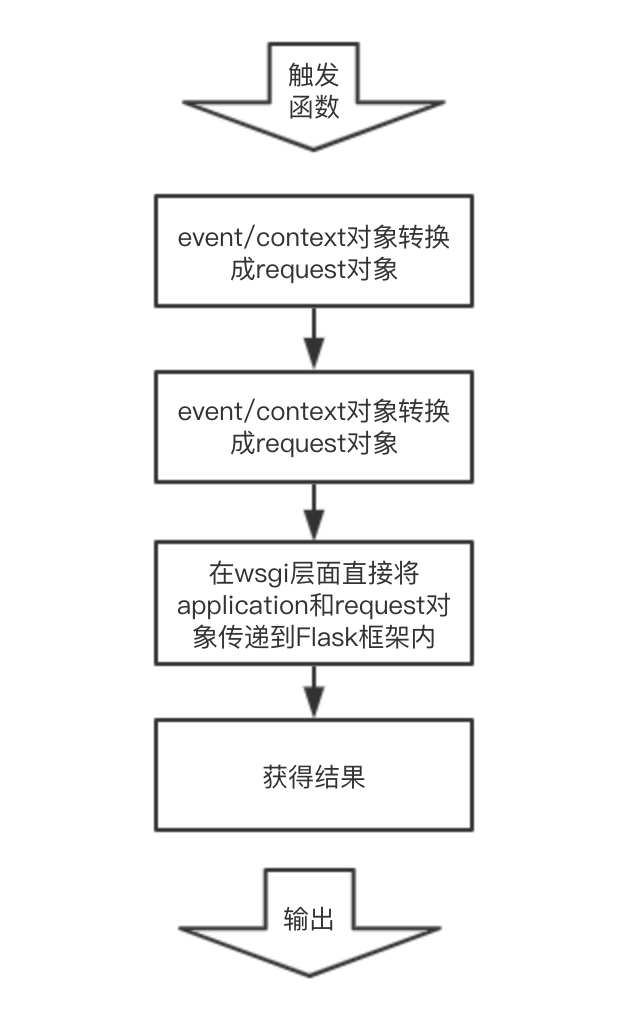 触发
函数
event/context对象转换
成request对象
event/context对象转换
成request对象
在wsgi层面直接将
application和request对
象传递到Flask框架内
获得结果
输出